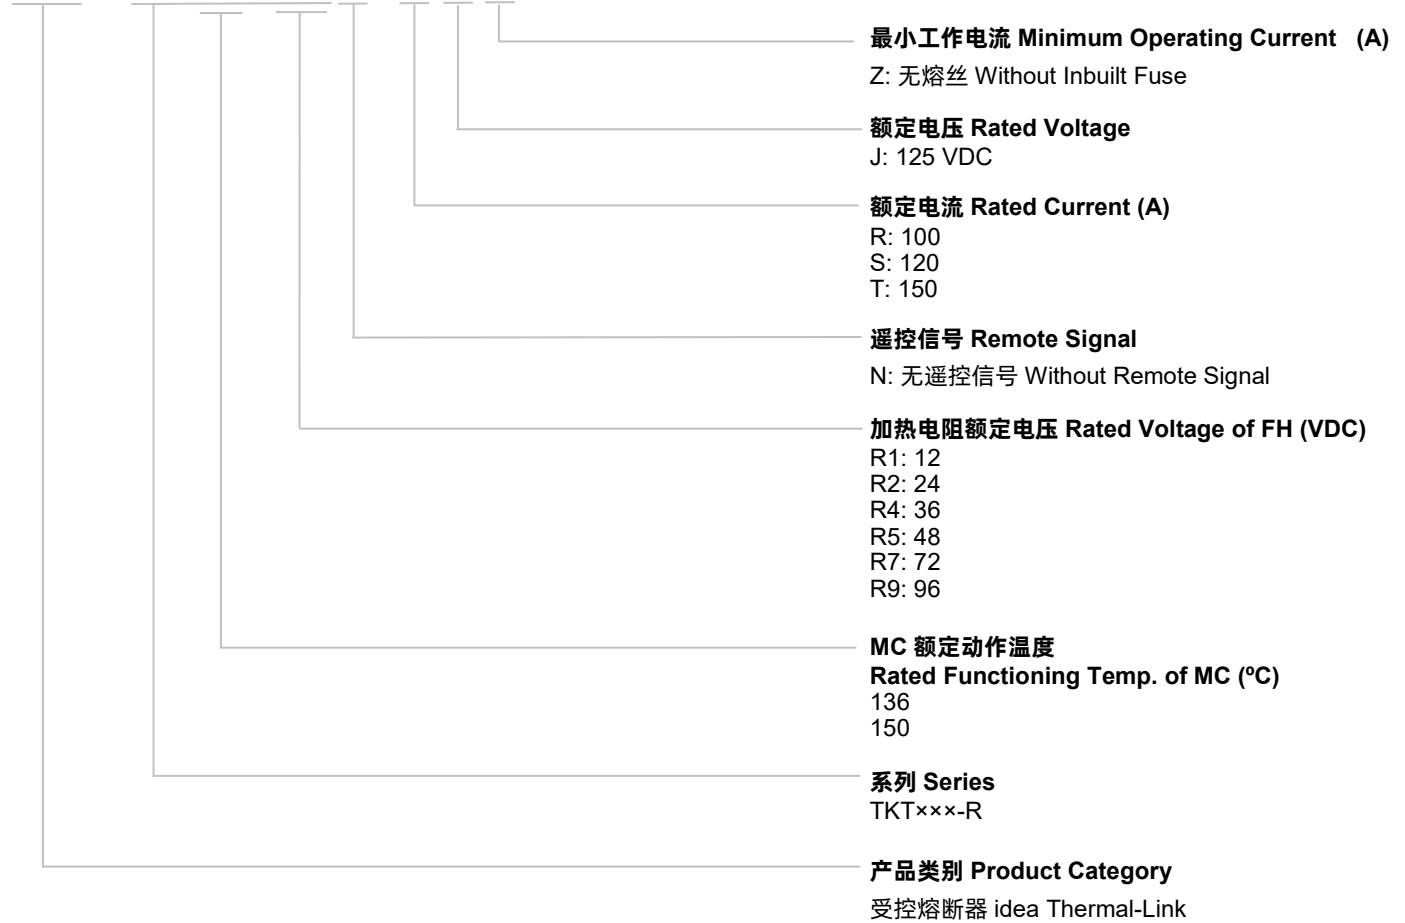 最小工作电流 Minimum Operating Current (A)
Z: 无熔丝 Without Inbuilt Fuse
额定电压 Rated Voltage
J: 125 VDC
额定电流 Rated Current (A)
R: 100
S: 120
T: 150
遥控信号 Remote Signal
N: 无遥控信号 Without Remote Signal
加热电阻额定电压 Rated Voltage of FH (VDC)
R1: 12
R2: 24
R4: 36
R5: 48
R7: 72
R9: 96
MC 额定动作温度
Rated Functioning Temp. of MC (ºC)
136
150
系列 Series
TKT×××-R
产品类别 Product Category
受控熔断器 idea Thermal-Link